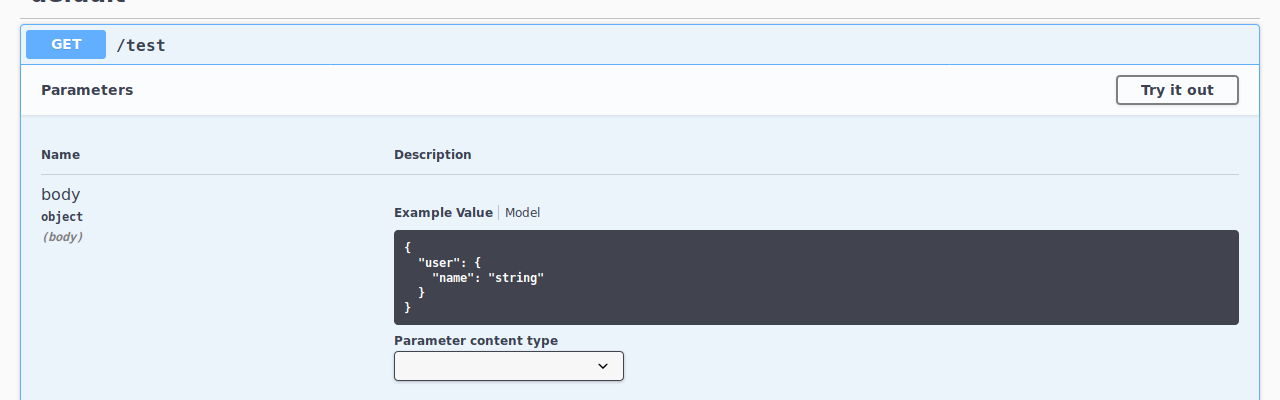 default
GET /test
Parameters Try it out
Name Description
body
object
(body)
Example Value Model
{
"user": {
"name": "string"
}
}
Parameter content type